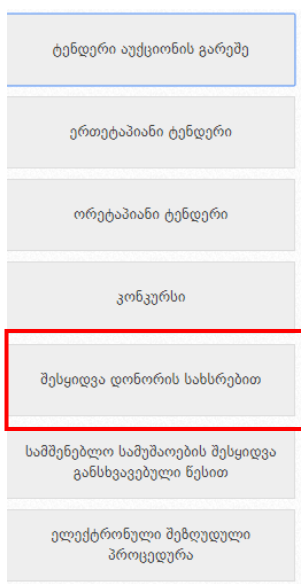 ტენდერი აუქციონის გარეშე
ერთეტაპიანი ტენდერი
ორეტაპიანი ტენდერი
კონკურსი
შესყიდვა დონორის სახსრებით
სამშენებლო სამუშაოების შესყიდვა
განსხვავებული წესით
ელექტრონული შეზღუდული
პროცედურა